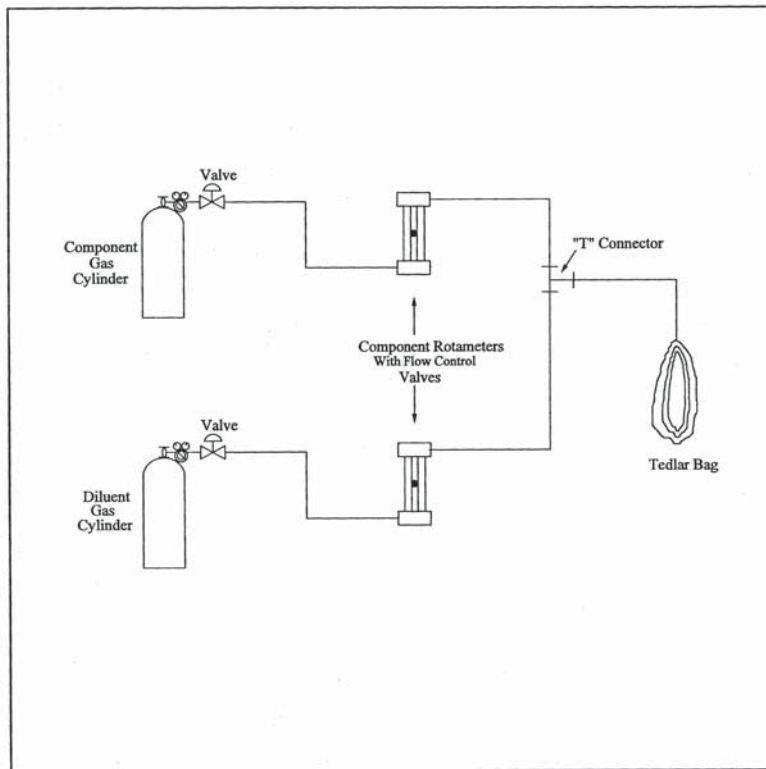 Valve
Component
Gas
Cylinder
"T" Connector
Component Rotameters
With Flow Control
Valves
Tedlar Bag
Valve
Diluent
Gas
Cylinder